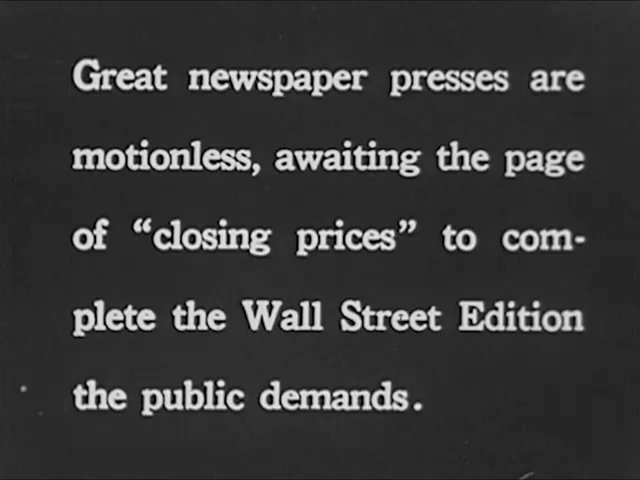 Great newspaper presses are
motionless, awaiting the page
of “closing prices” to com-
plete the Wall Street Edition
the public demands.